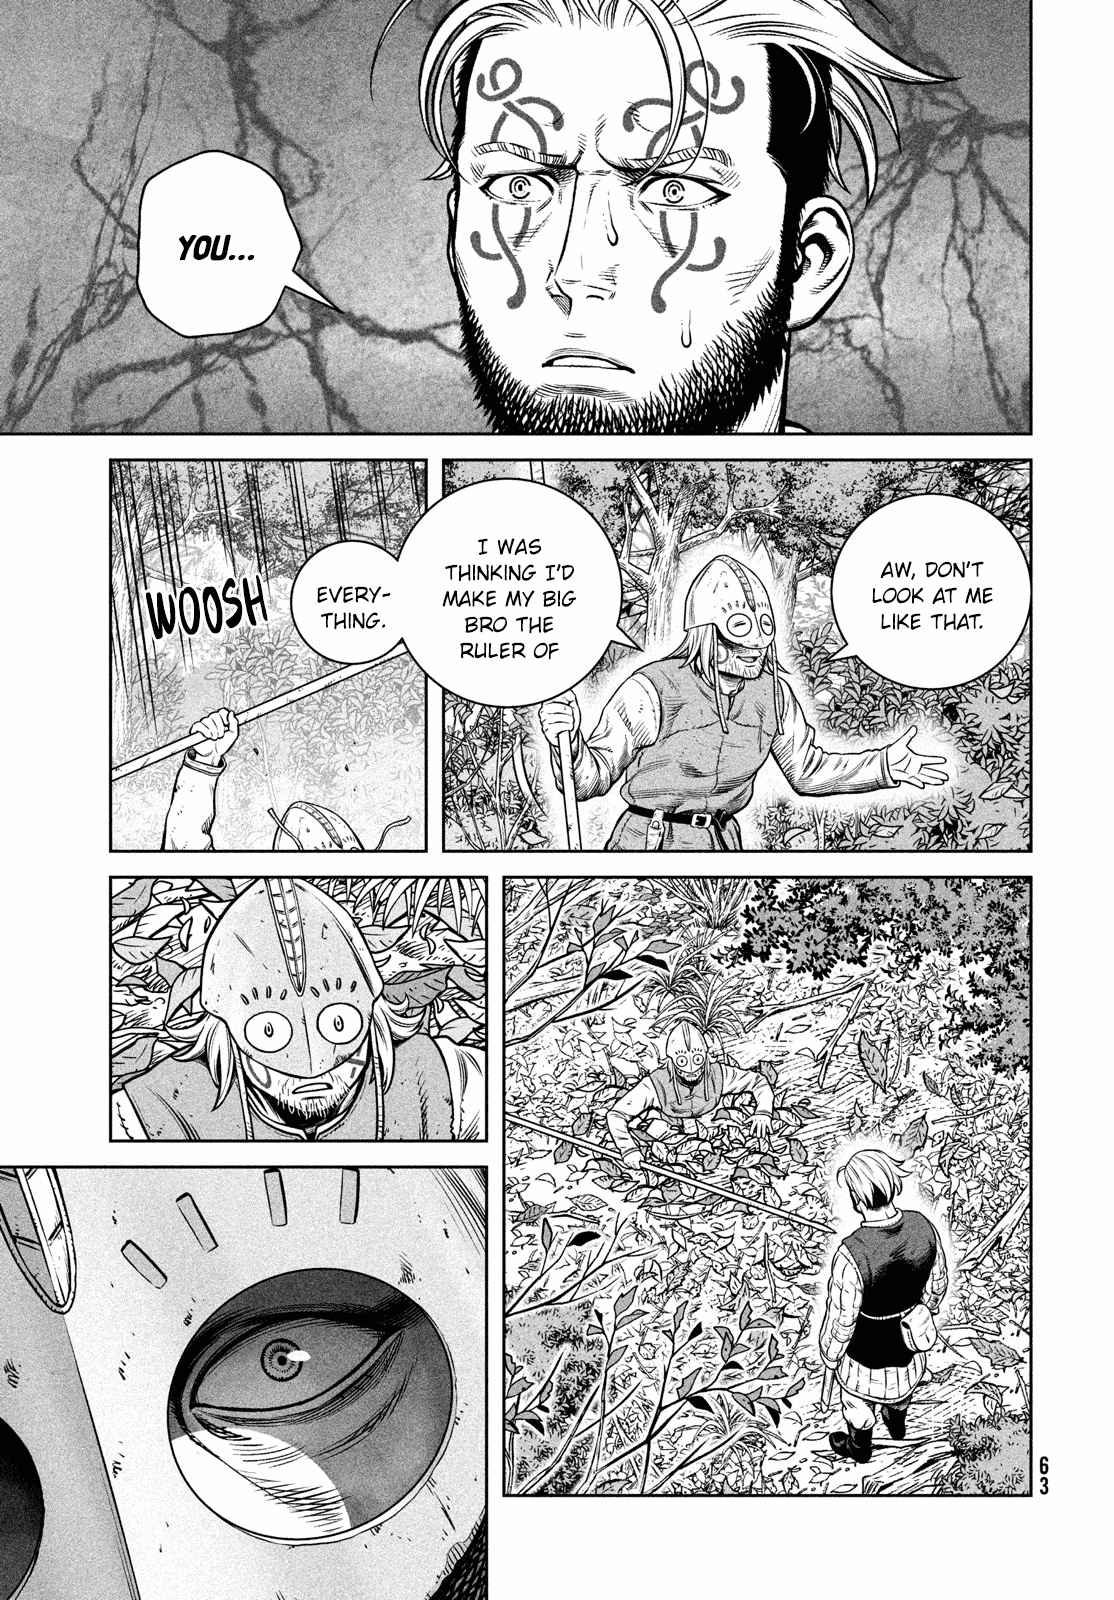 YOU...
AW, DON'T
LOOK AT ME
LIKE THAT.
I WAS
THINKING I'D
MAKE MY BIG
BRO THE
RULER OF
EVERY-
THING.
WOOSH
63